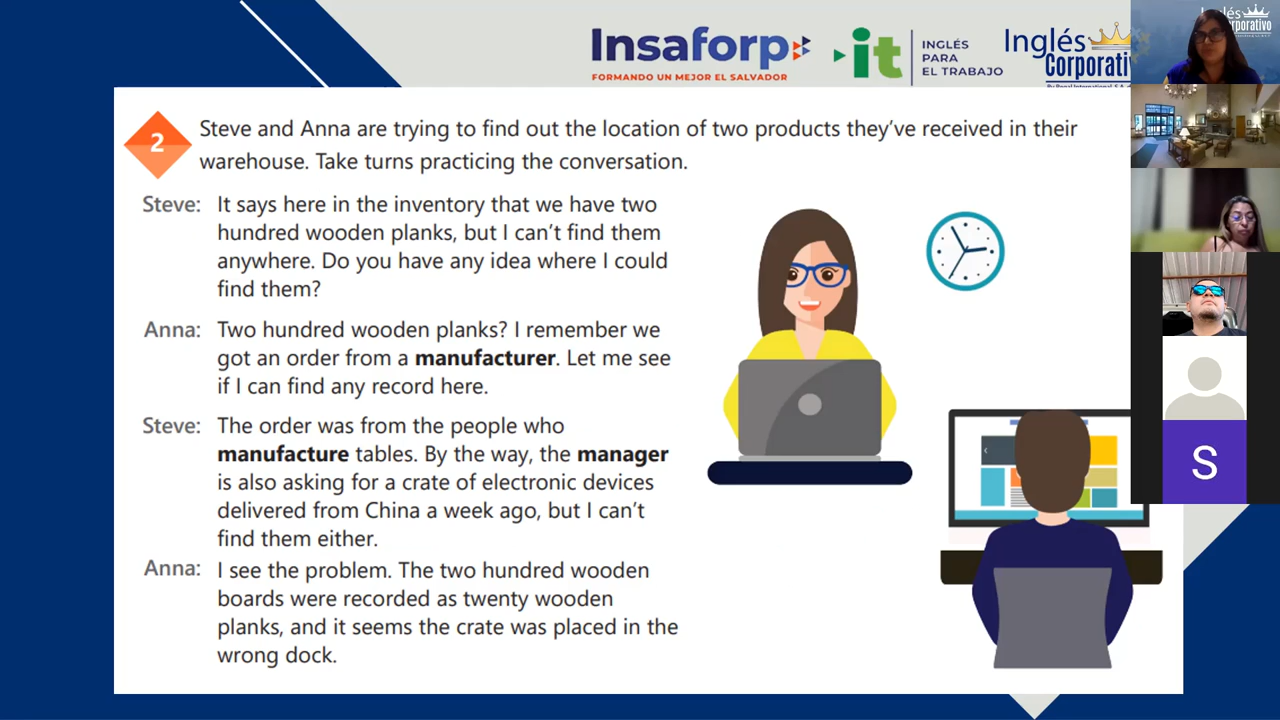 Insaforp
FORMANDO UN MEJOR EL SALVADOR
it
INGLÉS
PARA
EL TRABAJO
Inglés
Corporativ
2
Steve and Anna are trying to find out the location of two products they've received in their
warehouse. Take turns practicing the conversation.
Steve: It says here in the inventory that we have two
hundred wooden planks, but I can't find them
anywhere. Do you have any idea where I could
find them?
Anna: Two hundred wooden planks? I remember we
got an order from a manufacturer. Let me see
if I can find any record here.
Steve: The order was from the people who
manufacture tables. By the way, the manager
is also asking for a crate of electronic devices
delivered from China a week ago, but I can't
find them either.
Anna: I see the problem. The two hundred wooden
boards were recorded as twenty wooden
planks, and it seems the crate was placed in the
wrong dock.
S